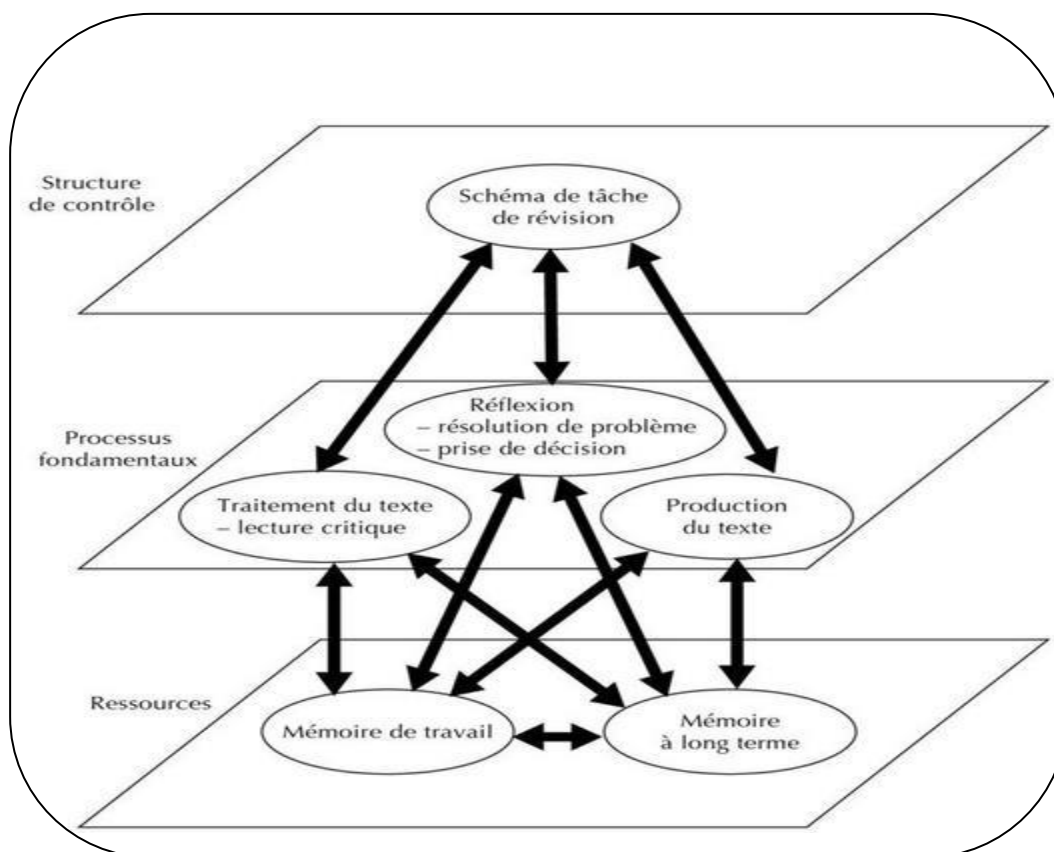 Structure
de contrôle
Schéma de tâche
de révision
Processus
fondamentaux
Réflexion
– résolution de problème
– prise de décision
Traitement du texte
– lecture critique
Production
du texte
Ressources
Mémoire de travail
Mémoire
à long terme